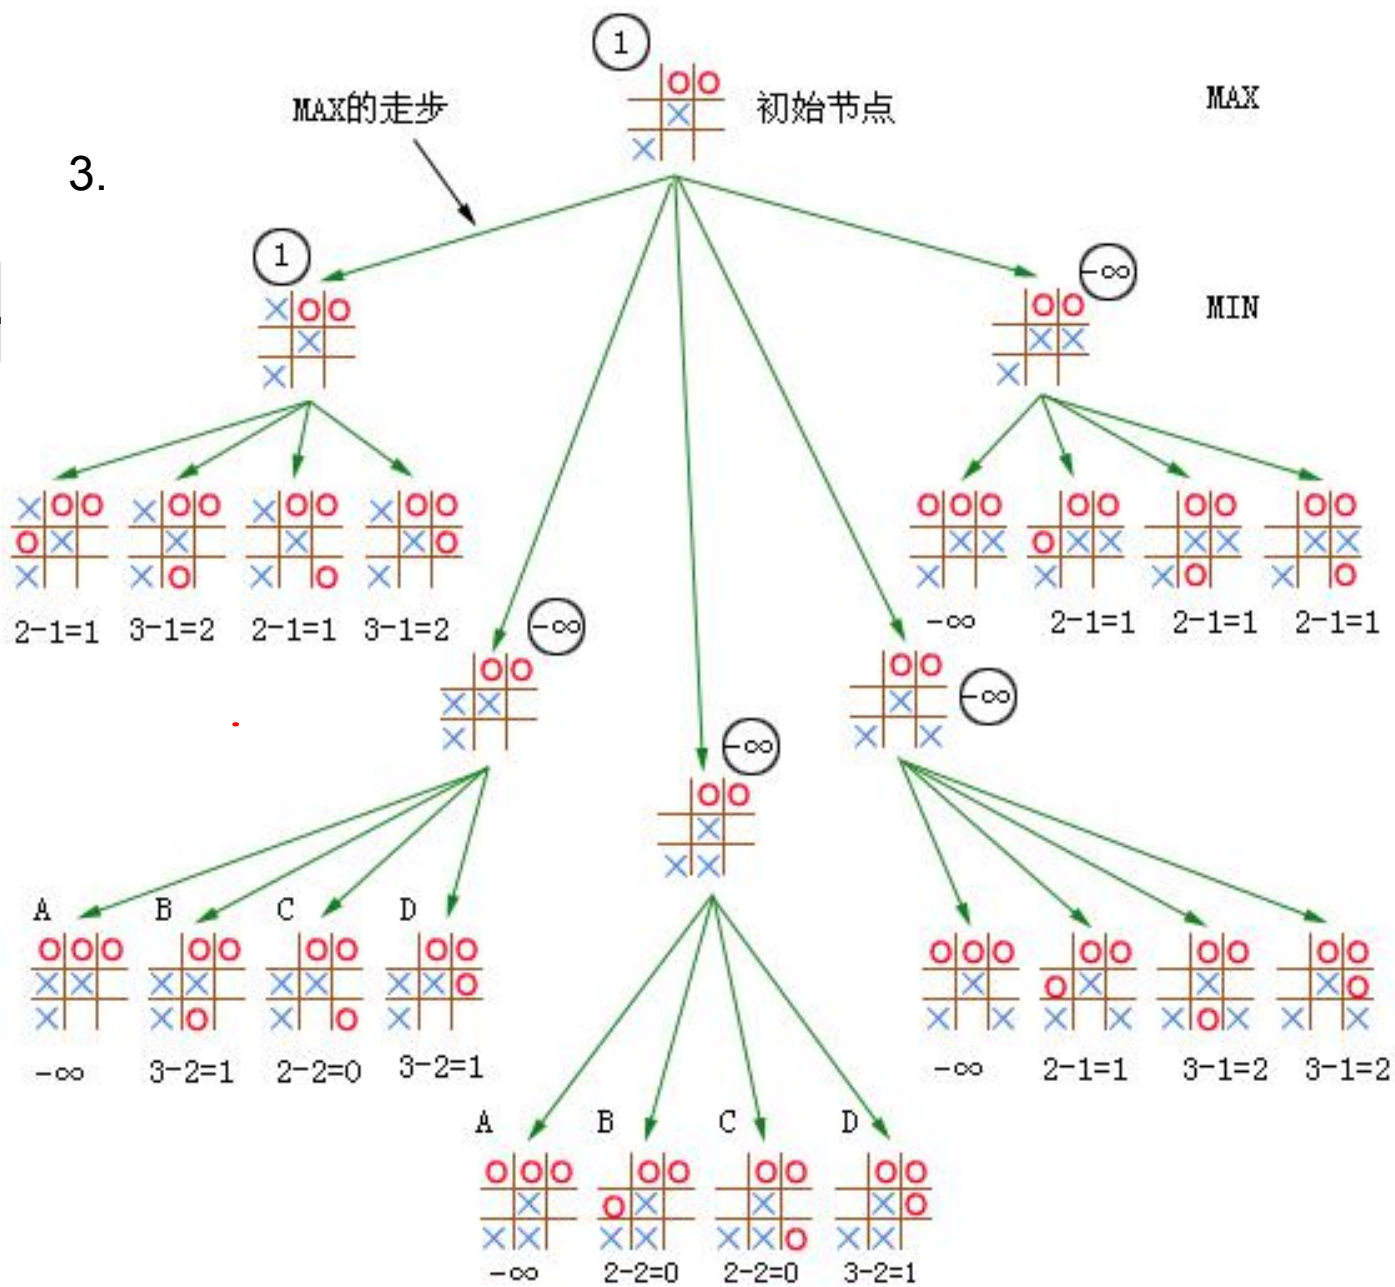 1
MAX的走步
初始节点
MAX
3.
1
-∞
MIN
2-1=1 3-1=2 2-1=1 3-1=2
-∞ 2-1=1 2-1=1 2-1=1
-∞
-∞
-∞
A B C D
-∞ 3-2=1 2-2=0 3-2=1
-∞ 2-1=1 3-1=2 3-1=2
A B C D
-∞ 2-2=0 2-2=0 3-2=1